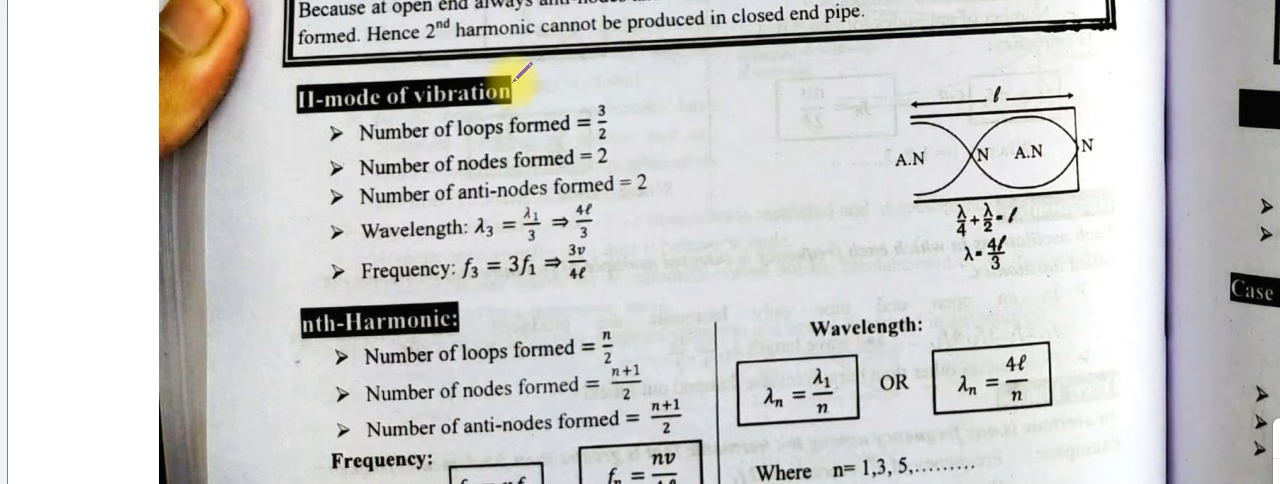 Because at open end always anti-nodes
formed. Hence 2nd harmonic cannot be produced in closed end pipe.
II-mode of vibration
➤ Number of loops formed = 3/2
➤ Number of nodes formed = 2
➤ Number of anti-nodes formed = 2
➤ Wavelength: λ₃ = λ₁/3 ⇒ 4ℓ/3
➤ Frequency: f₃ = 3f₁ ⇒ 3v/4ℓ
ℓ
A.N N A.N N
λ/4 + λ/2 = ℓ
λ = 4ℓ/3
nth-Harmonic:
➤ Number of loops formed = n/2
➤ Number of nodes formed = n+1/2
➤ Number of anti-nodes formed = n+1/2
Frequency:
fₙ = nv
Wavelength:
λₙ = λ₁/n OR λₙ = 4ℓ/n
Where n= 1,3, 5,.........
Case